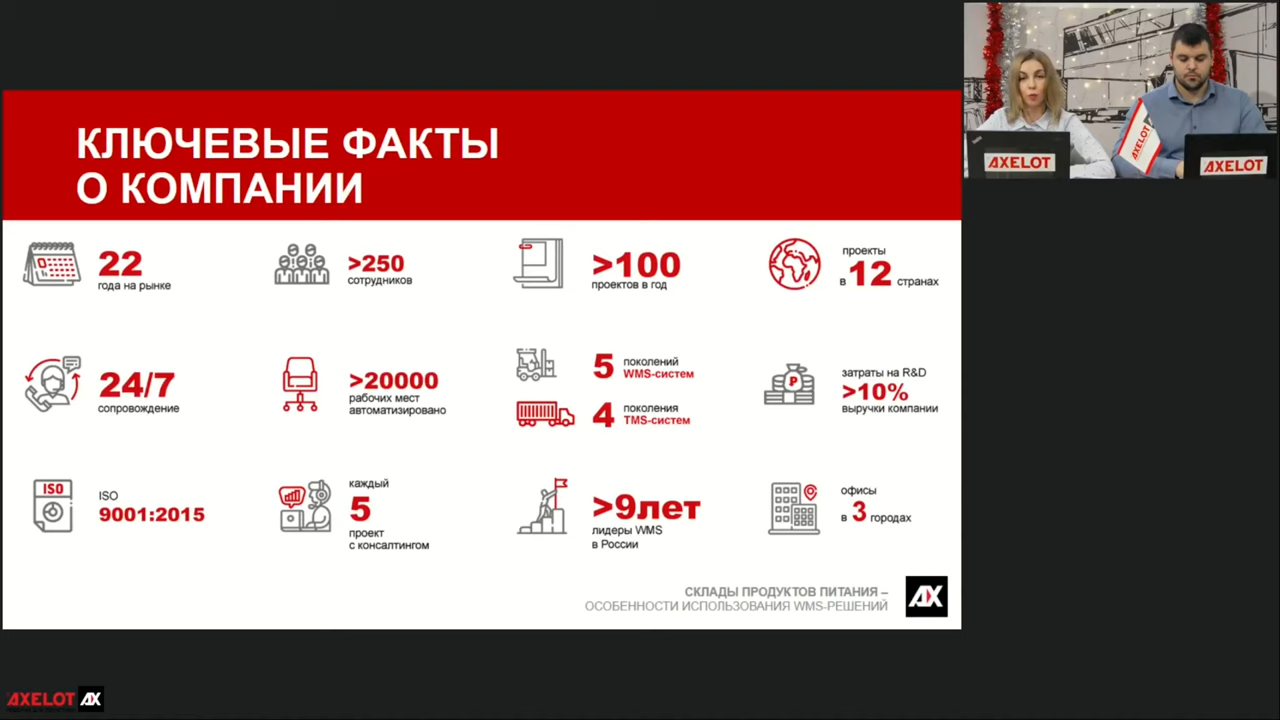 КЛЮЧЕВЫЕ ФАКТЫ
О КОМПАНИИ
22
года на рынке
>250
сотрудников
>100
проектов в год
проекты
в 12 странах
24/7
сопровождение
>20000
рабочих мест
автоматизировано
5 поколений
WMS-систем
4 поколения
TMS-систем
затраты на R&D
>10%
выручки компании
ISO
ISO
9001:2015
каждый
5
проект
с консалтингом
>9лет
лидеры WMS
в России
офисы
в 3 городах
СКЛАДЫ ПРОДУКТОВ ПИТАНИЯ –
ОСОБЕННОСТИ ИСПОЛЬЗОВАНИЯ WMS-РЕШЕНИЙ
AX
AXELOT
AXELOT
AXELOT
AXELOT AX